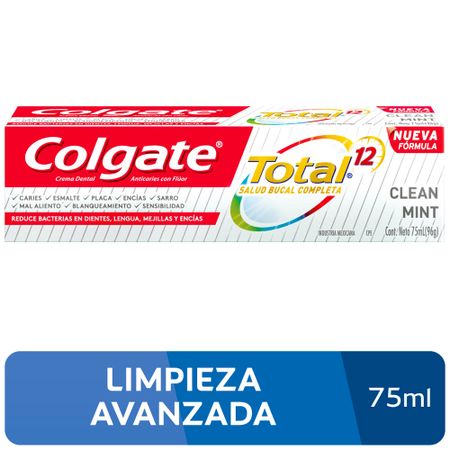 Colgate®
Crema Dental Anticaries con Flúor
✓ CARIES ✓ ESMALTE ✓ PLACA ✓ ENCÍAS ✓ SARRO
✓ MAL ALIENTO ✓ BLANQUEAMIENTO ✓ SENSIBILIDAD
REDUCE BACTERIAS EN DIENTES, LENGUA, MEJILLAS Y ENCÍAS
Total 12
SALUD BUCAL COMPLETA
CLEAN
MINT
NUEVA
FÓRMULA
CLEAN
MINT
INDUSTRIA MEXICANA
Cont. Neto 75mL(96g)
LIMPIEZA
AVANZADA
75ml